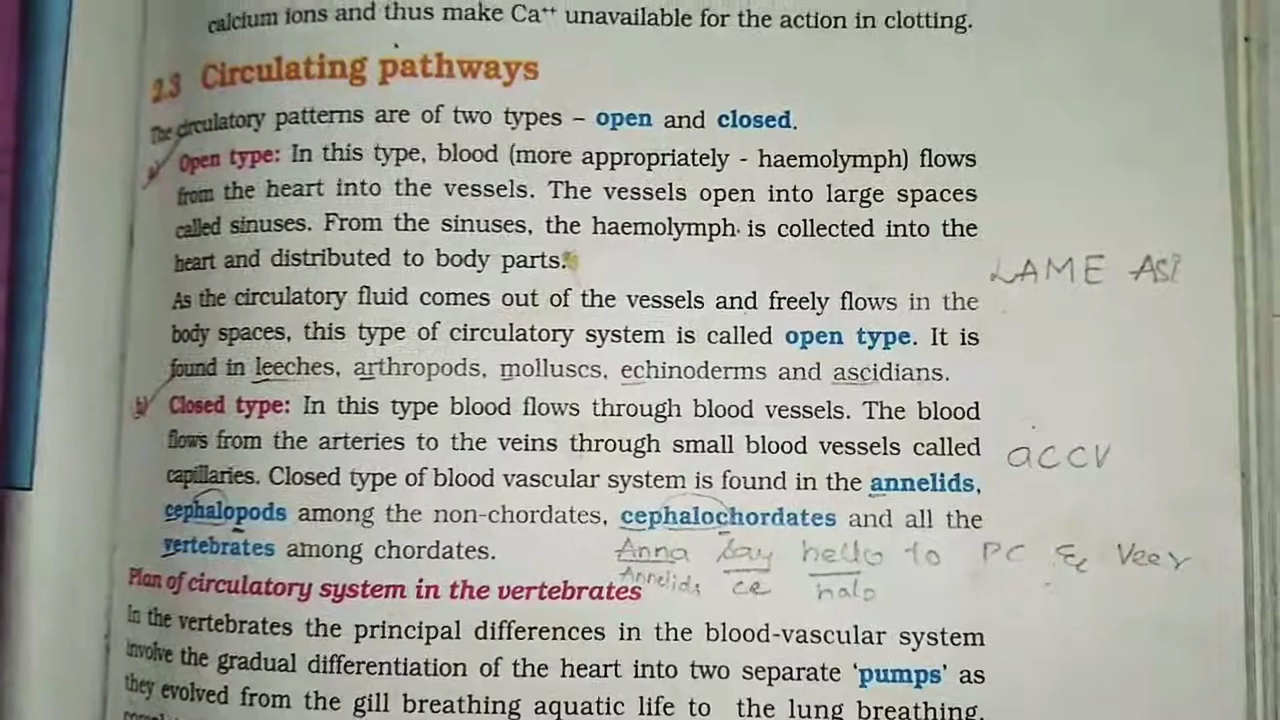 calcium ions and thus make Ca⁺⁺ unavailable for the action in clotting.
2.3 Circulating pathways
The circulatory patterns are of two types – open and closed.
a) Open type: In this type, blood (more appropriately - haemolymph) flows
from the heart into the vessels. The vessels open into large spaces
called sinuses. From the sinuses, the haemolymph is collected into the
heart and distributed to body parts.
LAME ASi
As the circulatory fluid comes out of the vessels and freely flows in the
body spaces, this type of circulatory system is called open type. It is
found in leeches, arthropods, molluscs, echinoderms and ascidians.
b) Closed type: In this type blood flows through blood vessels. The blood
flows from the arteries to the veins through small blood vessels called
accv
capillaries. Closed type of blood vascular system is found in the annelids,
cephalopods among the non-chordates, cephalochordates and all the
vertebrates among chordates.
Anna say hello to PC & Veer
Annelids ce halo
Plan of circulatory system in the vertebrates
In the vertebrates the principal differences in the blood-vascular system
involve the gradual differentiation of the heart into two separate 'pumps' as
they evolved from the gill breathing aquatic life to the lung breathing,